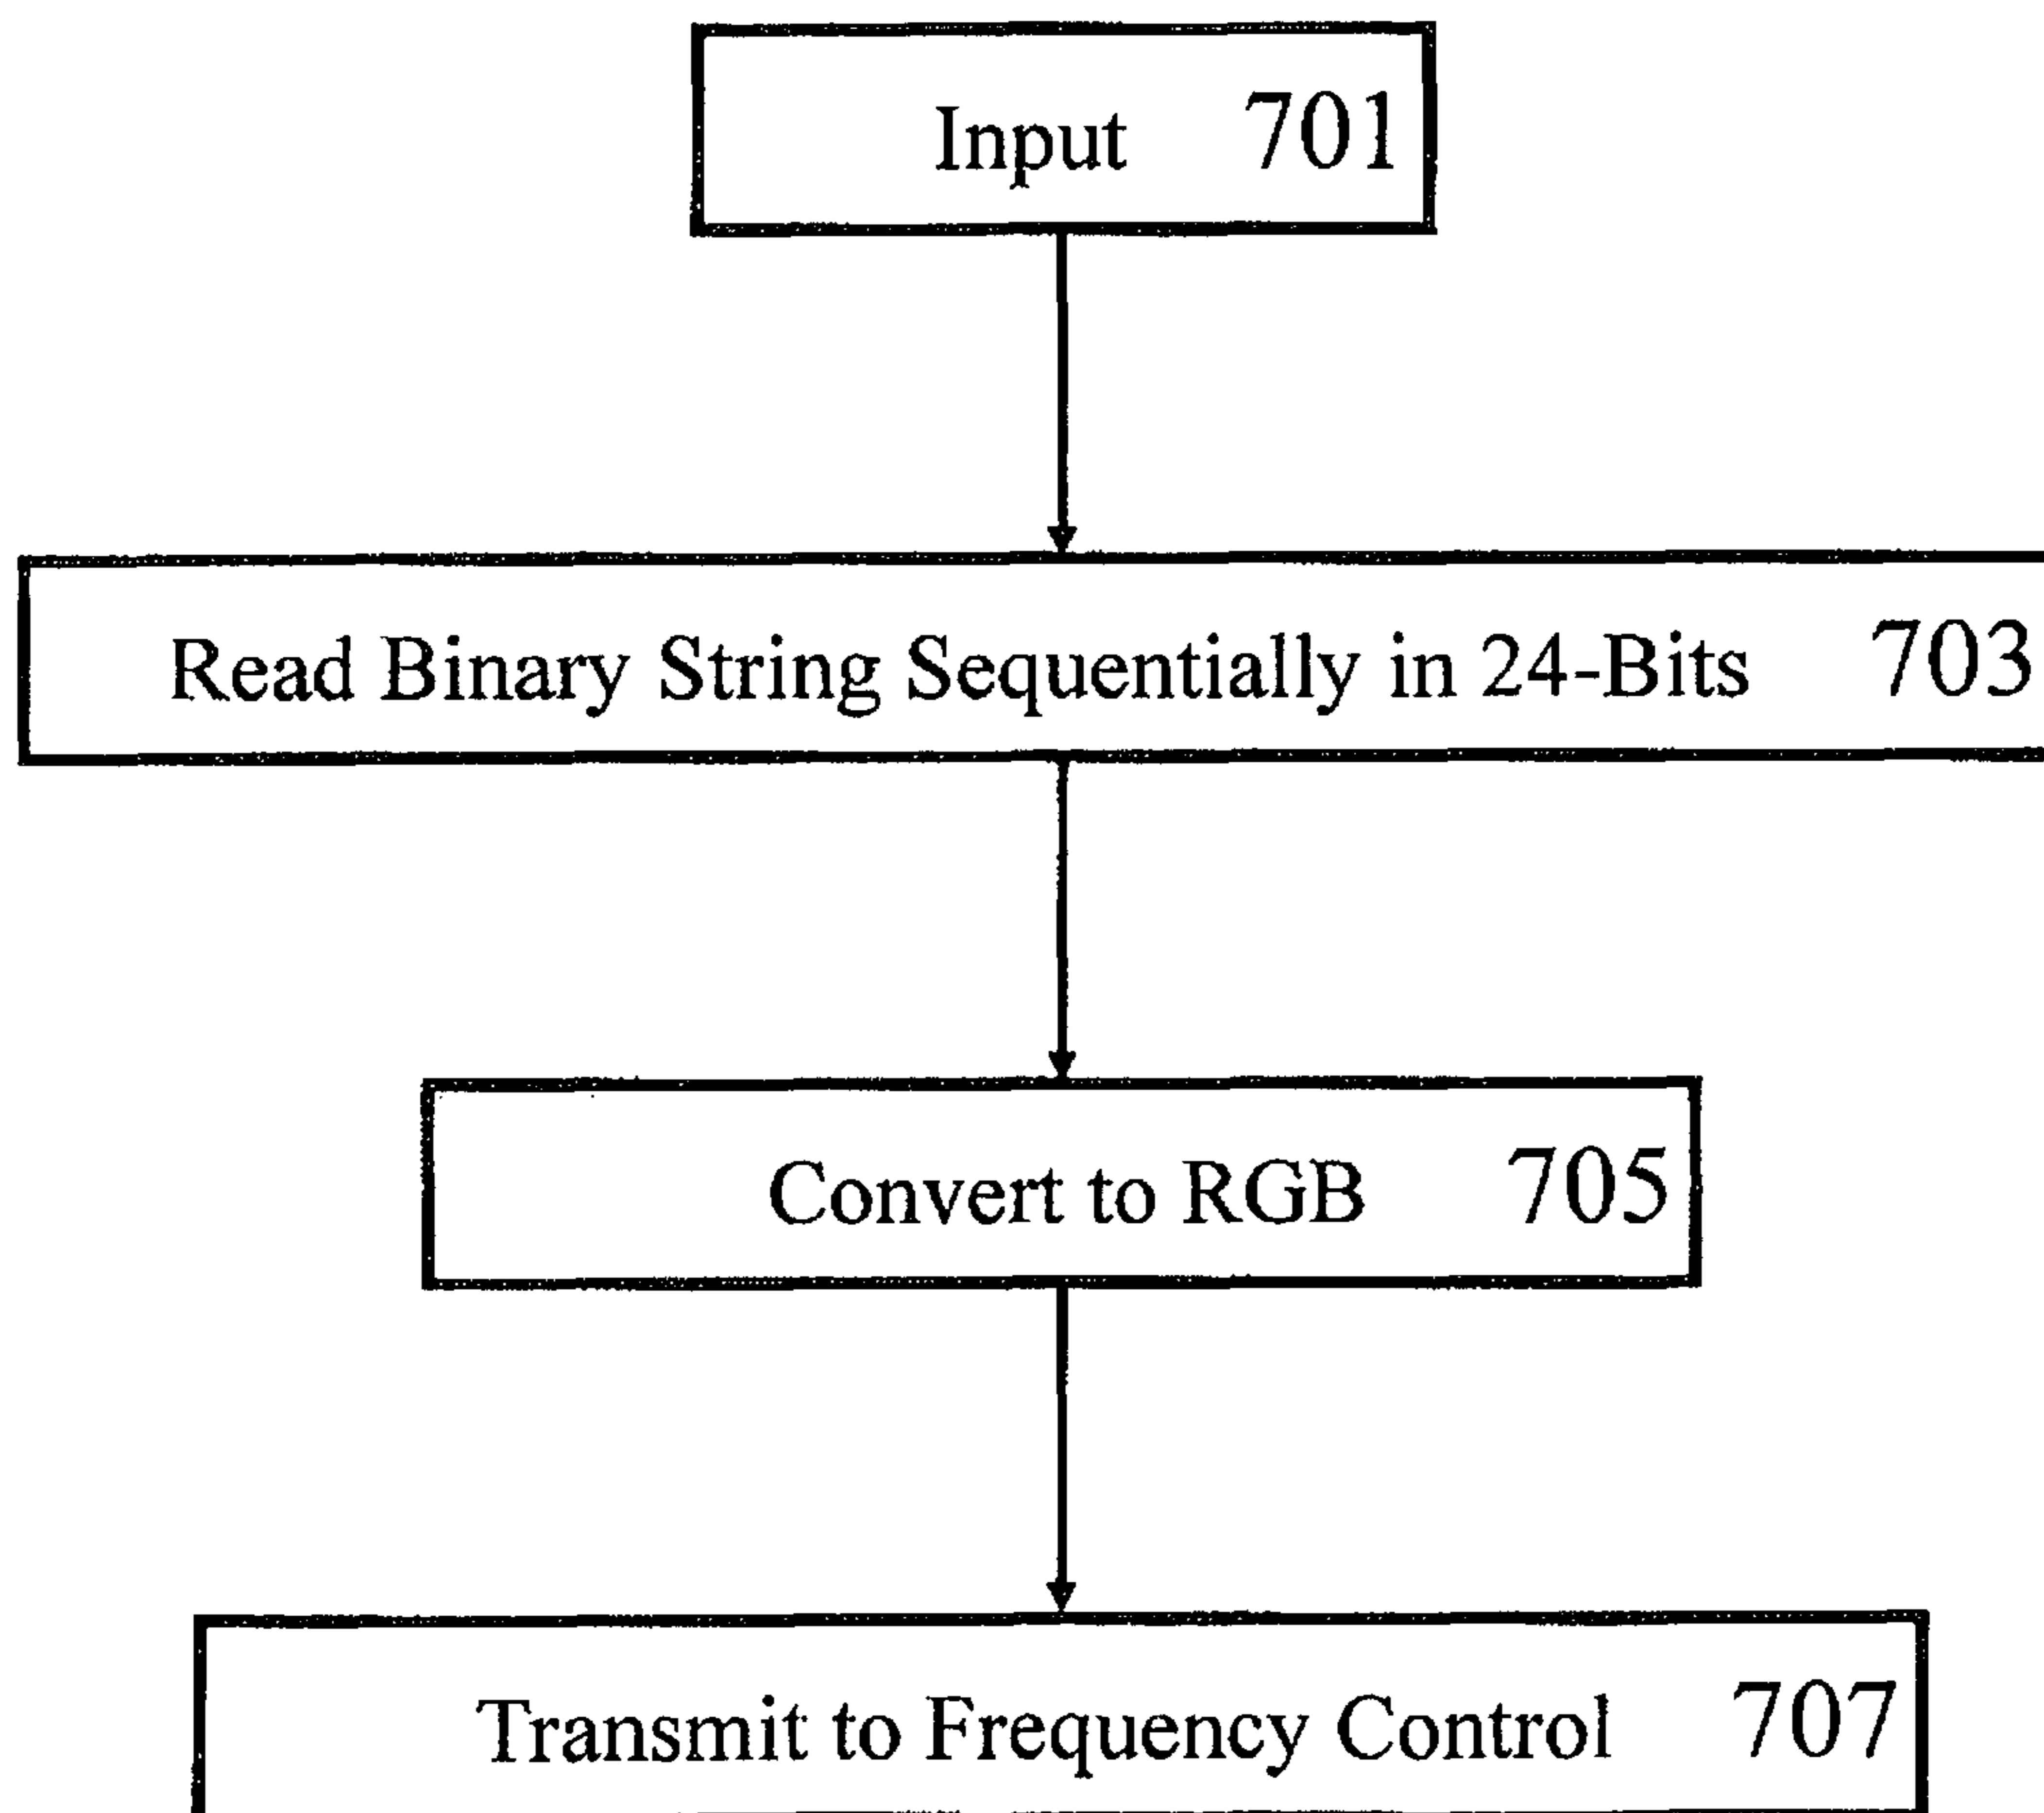 Input 701
Read Binary String Sequentially in 24-Bits 703
Convert to RGB 705
Transmit to Frequency Control 707